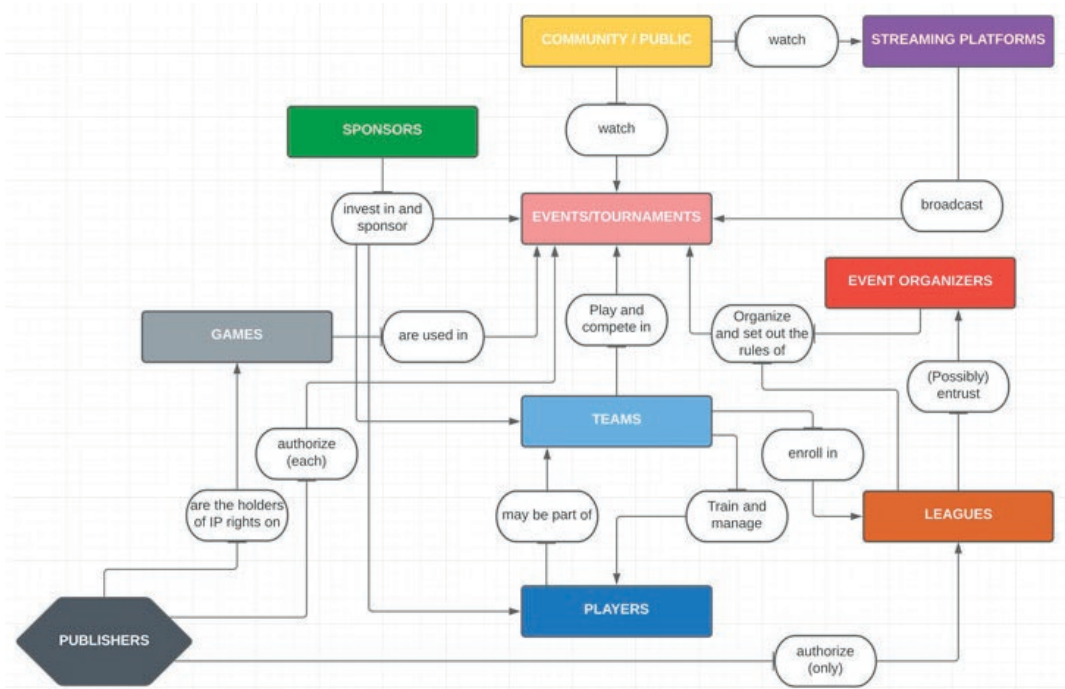 COMMUNITY / PUBLIC
watch
STREAMING PLATFORMS
SPONSORS
watch
invest in and
sponsor
EVENTS/TOURNAMENTS
broadcast
EVENT ORGANIZERS
GAMES
are used in
Play and
compete in
Organize
and set out the
rules of
(Possibly)
entrust
TEAMS
authorize
(each)
enroll in
are the holders
of IP rights on
may be part of
Train and
manage
LEAGUES
PLAYERS
PUBLISHERS
authorize
(only)